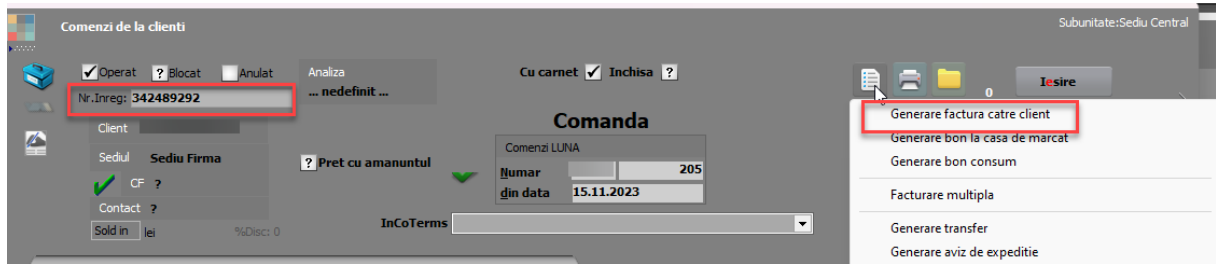 Comenzi de la clienti
Subunitate:Sediu Central
Operat ? Blocat Anulat
Analiza
... nedefinit ...
Cu carnet Inchisa ?
Nr.Inreg: 342489292
0
Iesire
Client
Sediul Sediu Firma
CF ?
Contact ?
Sold in lei %Disc: 0
? Pret cu amanuntul
Comanda
Comenzi LUNA
Numar 205
din data 15.11.2023
InCoTerms
Generare factura catre client
Generare bon la casa de marcat
Generare bon consum
Facturare multipla
Generare transfer
Generare aviz de expeditie